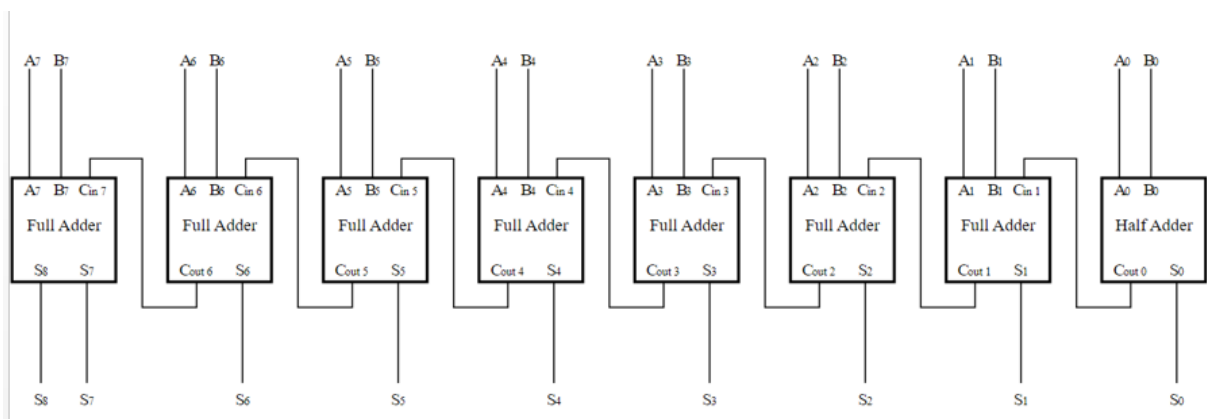 A7 B7 A6 B6 A5 B5 A4 B4 A3 B3 A2 B2 A1 B1 A0 B0
A7 B7 Cin 7 A6 B6 Cin 6 A5 B5 Cin 5 A4 B4 Cin 4 A3 B3 Cin 3 A2 B2 Cin 2 A1 B1 Cin 1 A0 B0
Full Adder Full Adder Full Adder Full Adder Full Adder Full Adder Full Adder Half Adder
S8 S7 Cout 6 S6 Cout 5 S5 Cout 4 S4 Cout 3 S3 Cout 2 S2 Cout 1 S1 Cout 0 S0
S8 S7 S6 S5 S4 S3 S2 S1 S0